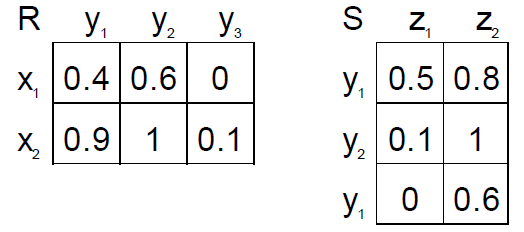 R y₁ y₂ y₃
x₁ 0.4 0.6 0
x₂ 0.9 1 0.1
S z₁ z₂
y₁ 0.5 0.8
y₂ 0.1 1
y₁ 0 0.6